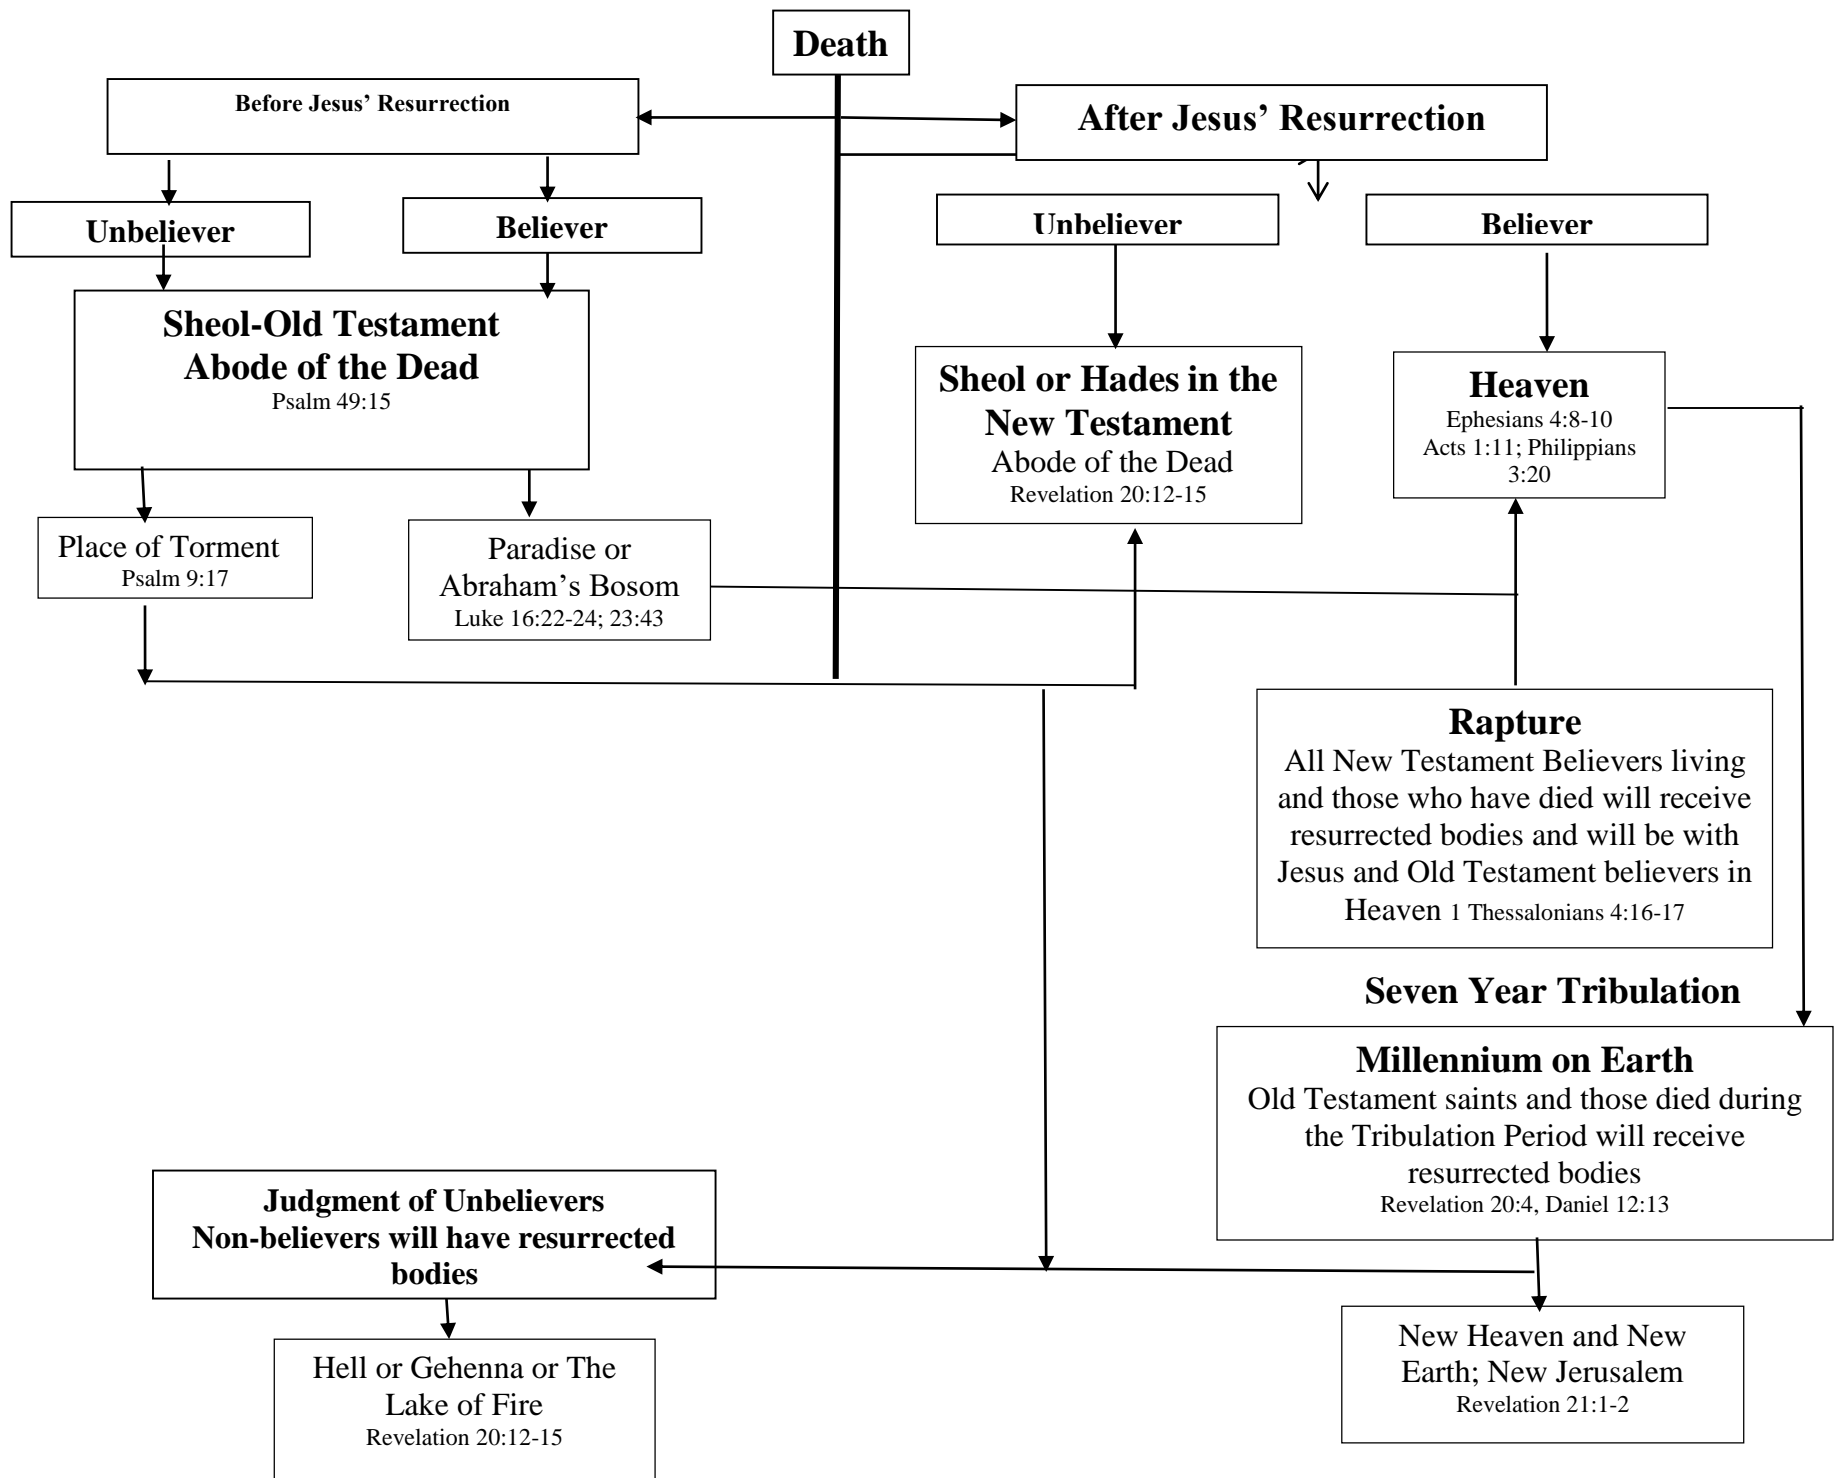 Death
Before Jesus’ Resurrection
After Jesus’ Resurrection
Unbeliever
Believer
Unbeliever
Believer
Sheol-Old Testament
Abode of the Dead
Psalm 49:15
Sheol or Hades in the
New Testament
Abode of the Dead
Revelation 20:12-15
Heaven
Ephesians 4:8-10
Acts 1:11; Philippians
3:20
Place of Torment
Psalm 9:17
Paradise or
Abraham’s Bosom
Luke 16:22-24; 23:43
Rapture
All New Testament Believers living
and those who have died will receive
resurrected bodies and will be with
Jesus and Old Testament believers in
Heaven 1 Thessalonians 4:16-17
Seven Year Tribulation
Millennium on Earth
Old Testament saints and those died during
the Tribulation Period will receive
resurrected bodies
Revelation 20:4, Daniel 12:13
Judgment of Unbelievers
Non-believers will have resurrected
bodies
Hell or Gehenna or The
Lake of Fire
Revelation 20:12-15
New Heaven and New
Earth; New Jerusalem
Revelation 21:1-2